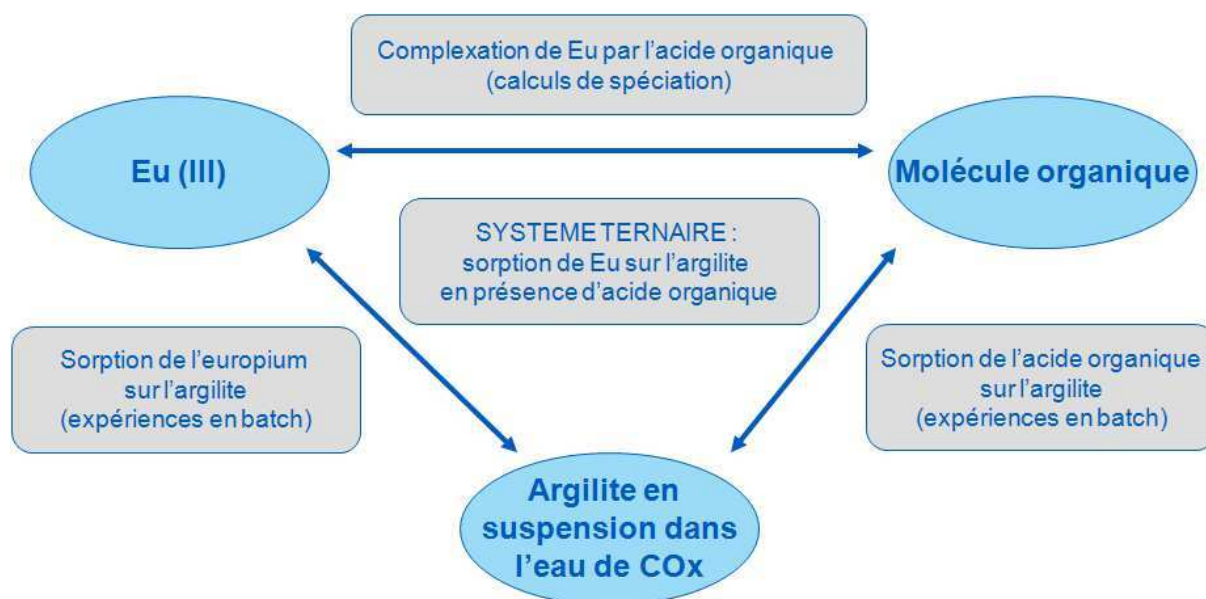 Complexation de Eu par l'acide organique
(calculs de spéciation)
Eu (III)
Molécule organique
SYSTEME TERNAIRE :
sorption de Eu sur l'argilite
en présence d'acide organique
Sorption de l'europium
sur l'argilite
(expériences en batch)
Sorption de l'acide organique
sur l'argilite
(expériences en batch)
Argilite en
suspension dans
l'eau de COx